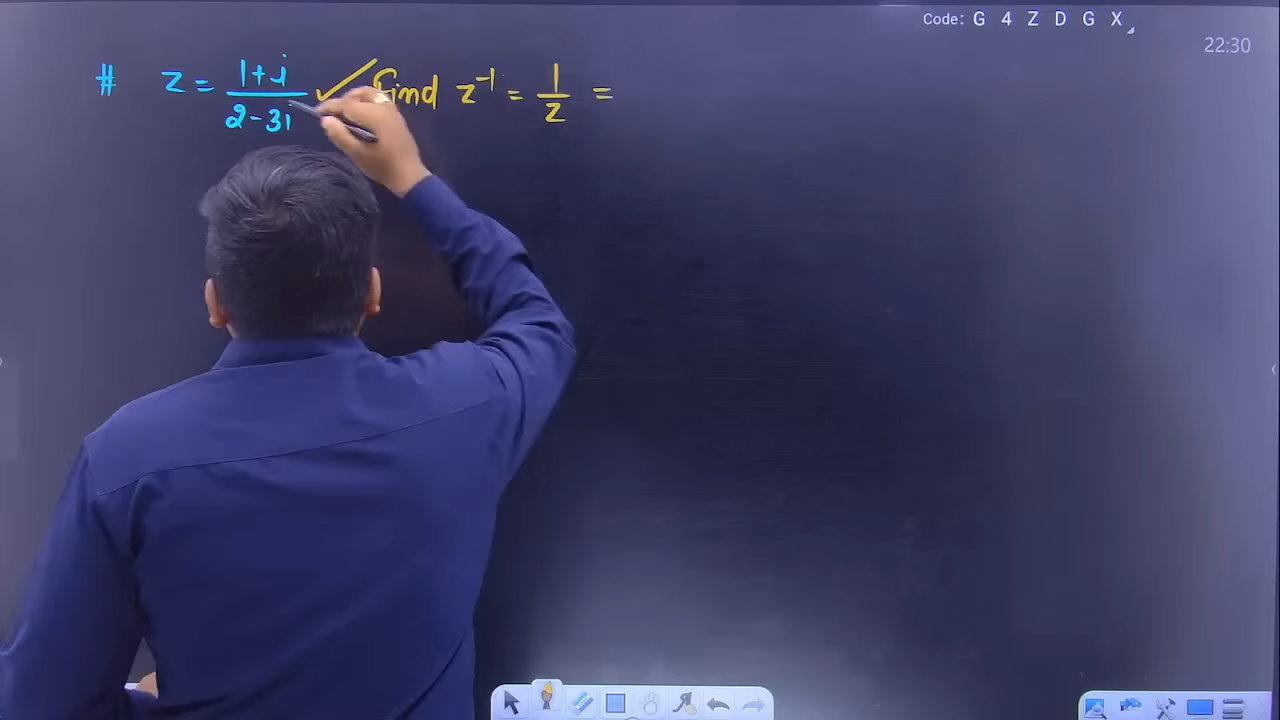 Code: G 4 Z D G X
22:30
# z = (1+i)/(2-3i) ✓ Find z^-1 = 1/z =